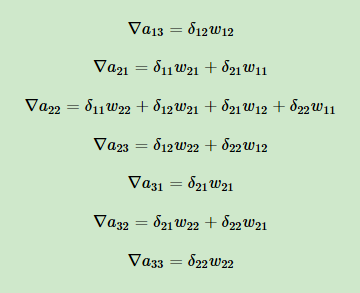 ∇a₁₃ = δ₁₂w₁₂
∇a₂₁ = δ₁₁w₂₁ + δ₂₁w₁₁
∇a₂₂ = δ₁₁w₂₂ + δ₁₂w₂₁ + δ₂₁w₁₂ + δ₂₂w₁₁
∇a₂₃ = δ₁₂w₂₂ + δ₂₂w₁₂
∇a₃₁ = δ₂₁w₂₁
∇a₃₂ = δ₂₁w₂₂ + δ₂₂w₂₁
∇a₃₃ = δ₂₂w₂₂